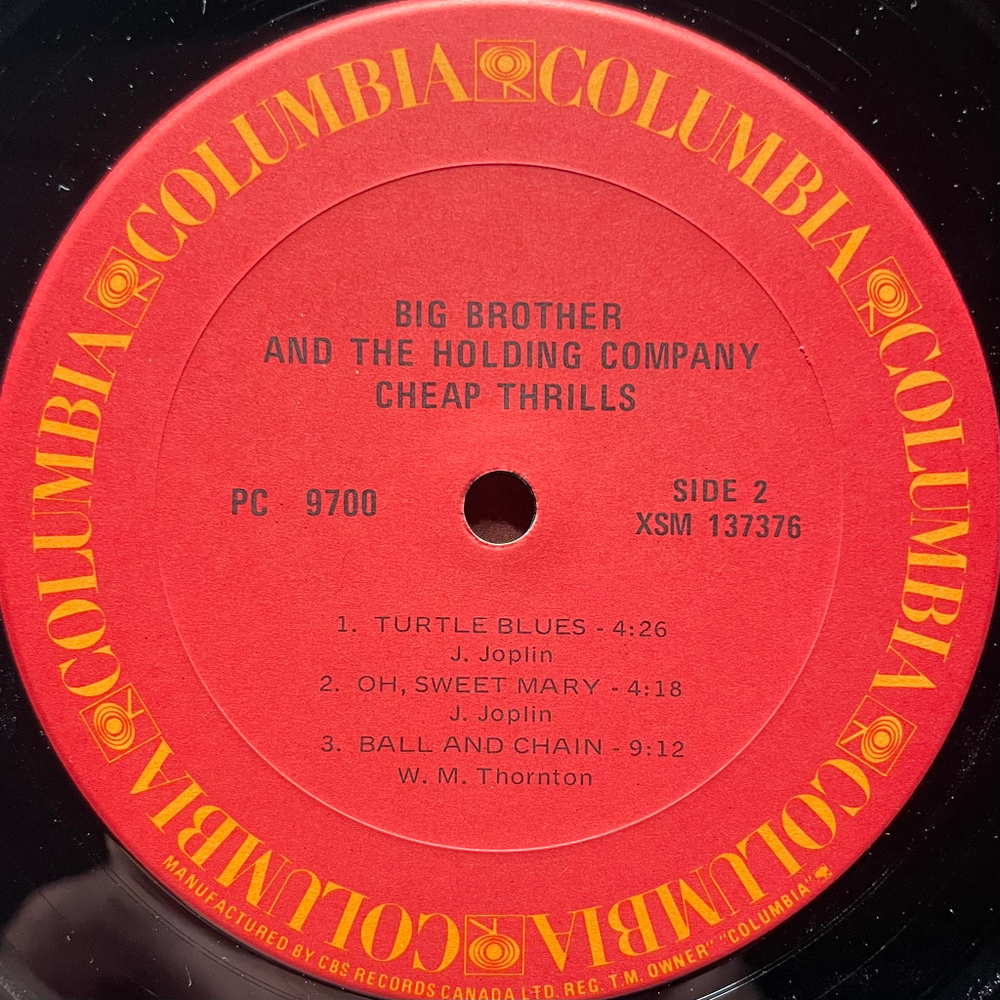 COLUMBIA COLUMBIA COLUMBIA COLUMBIA COLUMBIA COLUMBIA
BIG BROTHER
AND THE HOLDING COMPANY
CHEAP THRILLS
PC 9700
SIDE 2
XSM 137376
1. TURTLE BLUES - 4:26
J. Joplin
2. OH, SWEET MARY - 4:18
J. Joplin
3. BALL AND CHAIN - 9:12
W. M. Thornton
MANUFACTURED BY CBS RECORDS CANADA LTD. REG. T.M. OWNER" "COLUMBIA"